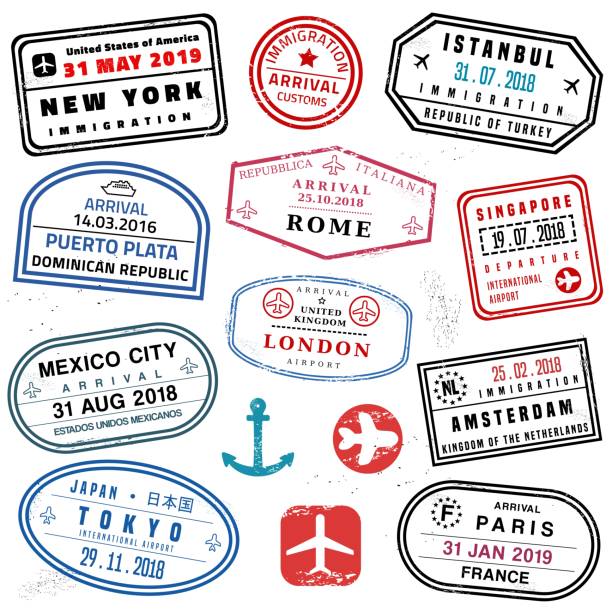 United States of America
31 MAY 2019
NEW YORK
IMMIGRATION
IMMIGRATION
ARRIVAL
CUSTOMS
ISTANBUL
31.07.2018
IMMIGRATION
REPUBLIC OF TURKEY
ARRIVAL
14.03.2016
PUERTO PLATA
DOMINICAN REPUBLIC
REPUBBLICA ITALIANA
ARRIVAL
25.10.2018
ROME
SINGAPORE
19.07.2018
DEPARTURE
INTERNATIONAL
AIRPORT
ARRIVAL
UNITED
KINGDOM
LONDON
AIRPORT
MEXICO CITY
ARRIVAL
31 AUG 2018
ESTADOS UNIDOS MEXICANOS
25.02.2018
NL IMMIGRATION
AMSTERDAM
KINGDOM OF THE NETHERLANDS
JAPAN • 日本国
TOKYO
INTERNATIONAL AIRPORT
29.11.2018
ARRIVAL
F PARIS
31 JAN 2019
FRANCE